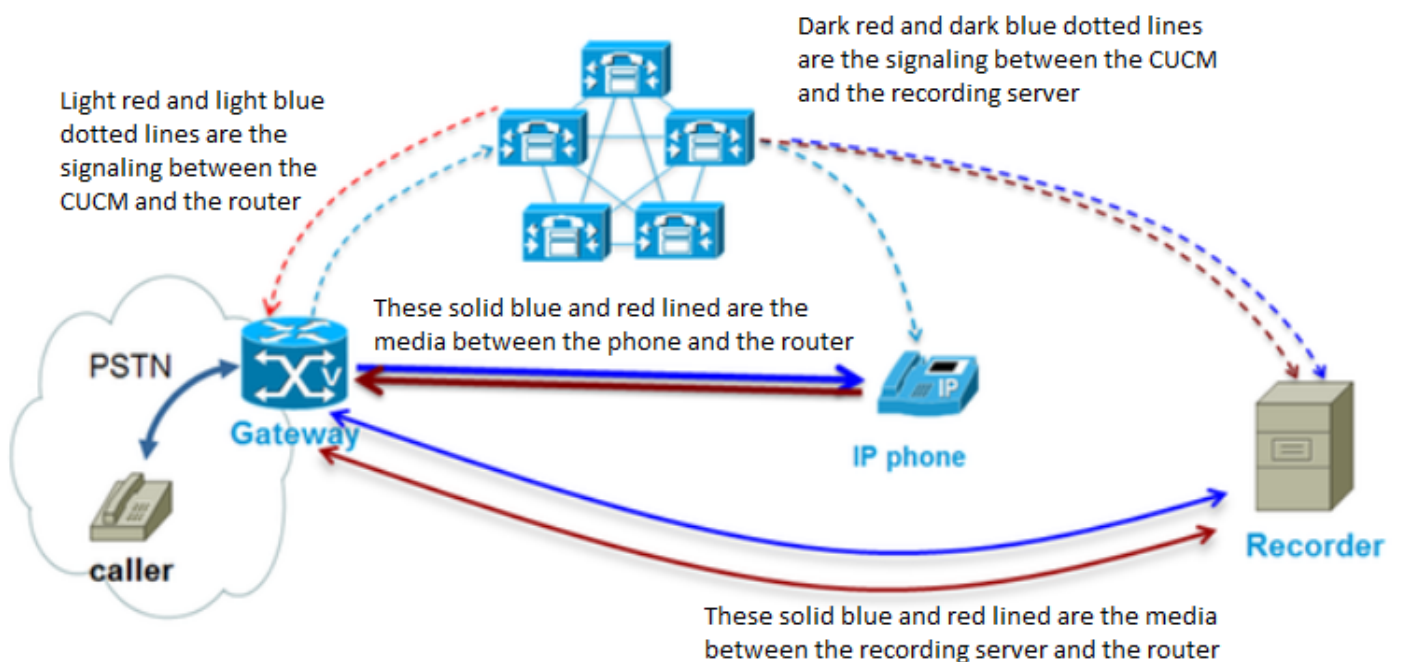 Dark red and dark blue dotted lines
are the signaling between the CUCM
and the recording server
Light red and light blue
dotted lines are the
signaling between the
CUCM and the router
These solid blue and red lined are the
media between the phone and the router
PSTN
V
IP
Gateway
IP phone
caller
Recorder
These solid blue and red lined are the media
between the recording server and the router